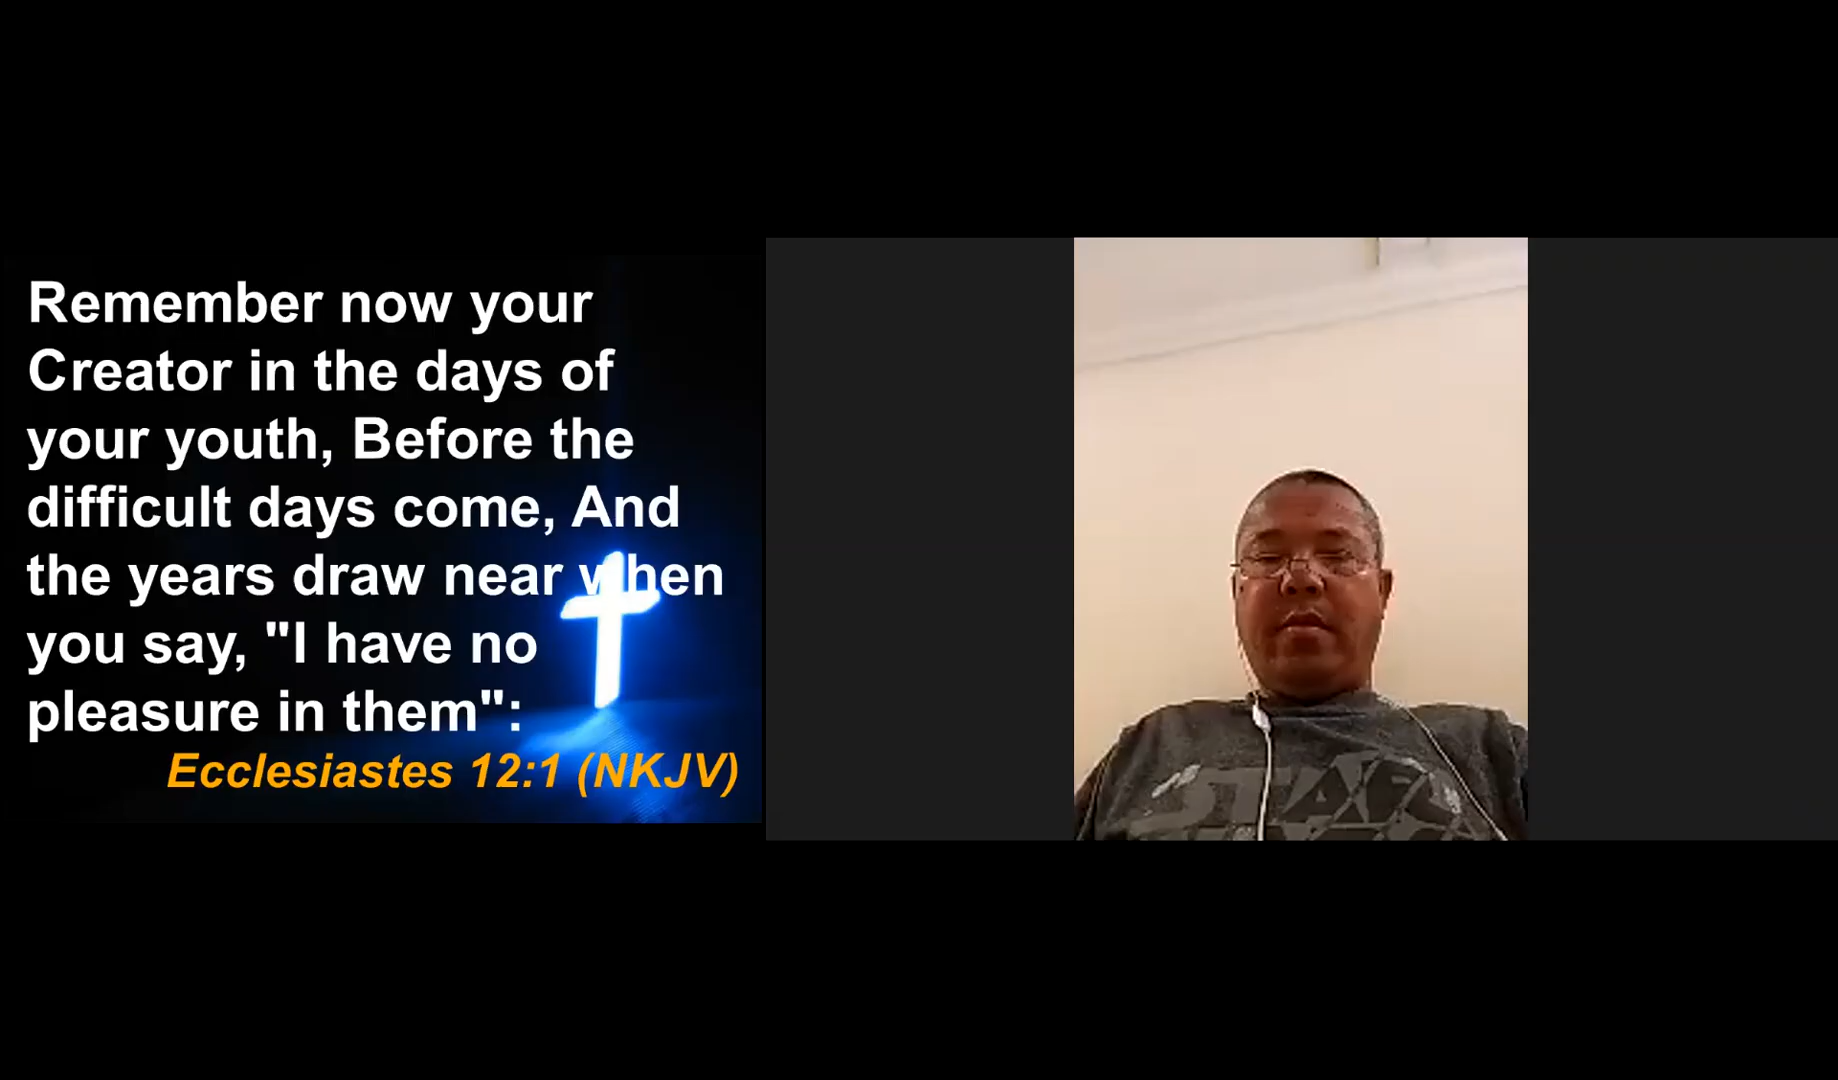 Remember now your
Creator in the days of
your youth, Before the
difficult days come, And
the years draw near when
you say, "I have no
pleasure in them":
Ecclesiastes 12:1 (NKJV)